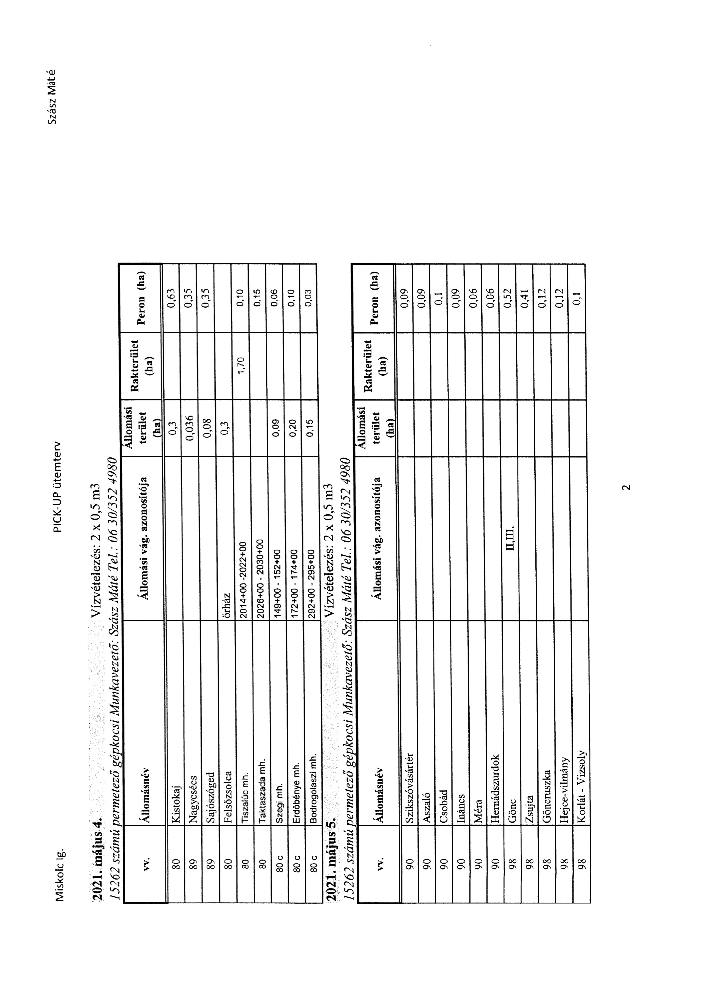 Miskolc Ig. PICK-UP ütemterv Szász Máté
2021. május 4. Vízvételezés: 2 x 0,5 m3
15262 számú permetező gépkocsi Munkavezető: Szász Máté Tel.: 06 30/352 4980
vv. Állomásnév Állomási vág. azonosítója Állomási terület (ha) Rakterület (ha) Peron (ha)
80 Kistokaj 0,3 0,63
89 Nagycsécs 0,036 0,35
89 Sajószöged 0,08 0,35
80 Felsőzsolca őrház 0,3
80 Tiszalúc mh. 2014+00 -2022+00 1,70 0,10
80 Taktaszada mh. 2026+00 - 2030+00 0,15
80 c Szegi mh. 149+00 - 152+00 0,09 0,06
80 c Erdőbénye mh. 172+00 - 174+00 0,20 0,10
80 c Bodrogolaszi mh. 292+00 - 295+00 0,15 0,03
2021. május 5. Vízvételezés: 2 x 0,5 m3
15262 számú permetező gépkocsi Munkavezető: Szász Máté Tel.: 06 30/352 4980
vv. Állomásnév Állomási vág. azonosítója Állomási terület (ha) Rakterület (ha) Peron (ha)
90 Szikszóvásártér 0,09
90 Aszaló 0,09
90 Csobád 0,1
90 Ináncs 0,09
90 Méra 0,06
90 Hernádszurdok 0,06
98 Gönc II,III, 0,52
98 Zsujta 0,41
98 Göncruszka 0,12
98 Hejce-vilmány 0,12
98 Korlát - Vizsoly 0,1
2